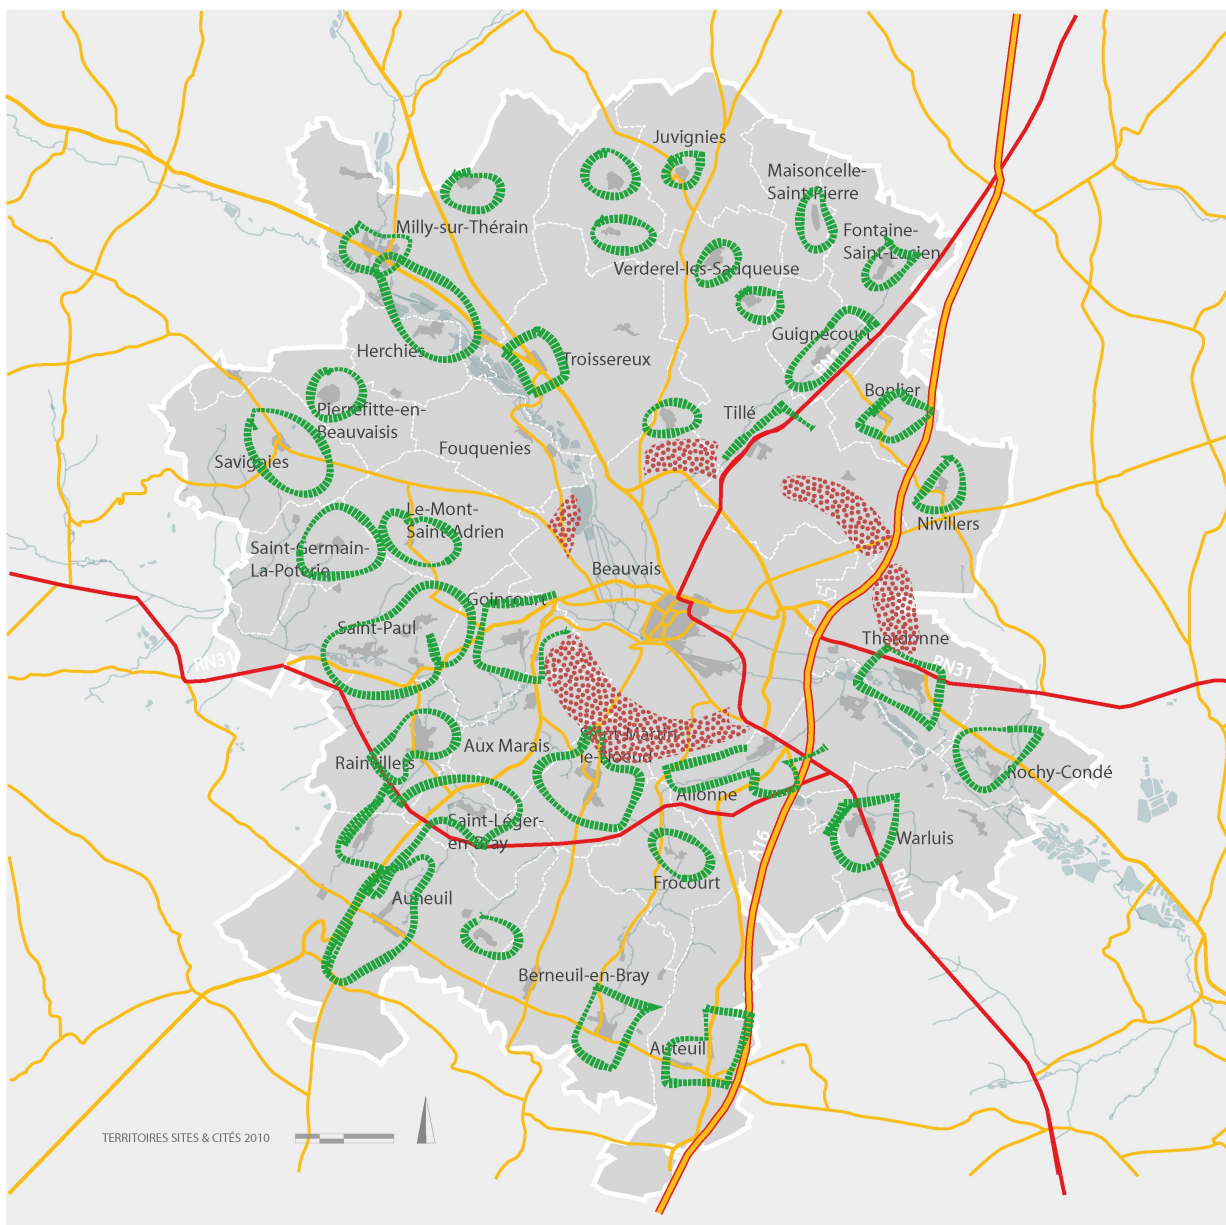 Juvignies
Maisoncelle-
Saint-Pierre
Milly-sur-Thérain
Fontaine-
Saint-Lucien
Verderel-les-Sauqueuse
A16
Guignecourt
Herchies
Troissereux
RN1
Bonlier
Pierrefitte-en-
Beauvaisis
Tillé
Fouquenies
Savignies
Le-Mont-
Saint-Adrien
Nivillers
Saint-Germain-
La-Poterie
Beauvais
Goincourt
Saint-Paul
Therdonne
RN31
RN31
Saint-Martin-
le-Noeud
Aux Marais
Rainvillers
Rochy-Condé
Allonne
Saint-Léger-
en-Bray
Warluis
A16
Frocourt
RN1
Auneuil
Berneuil-en-Bray
Auteuil
TERRITOIRES SITES & CITÉS 2010